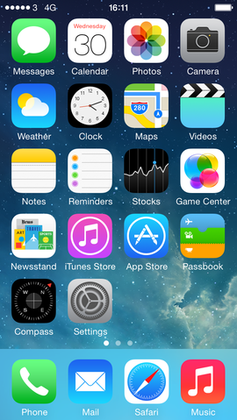 3 4G 16:11
Wednesday
30
Messages Calendar Photos Camera
280
Weather Clock Maps Videos
Notes Reminders Stocks Game Center
Newsstand iTunes Store App Store Passbook
Compass Settings
Phone Mail Safari Music